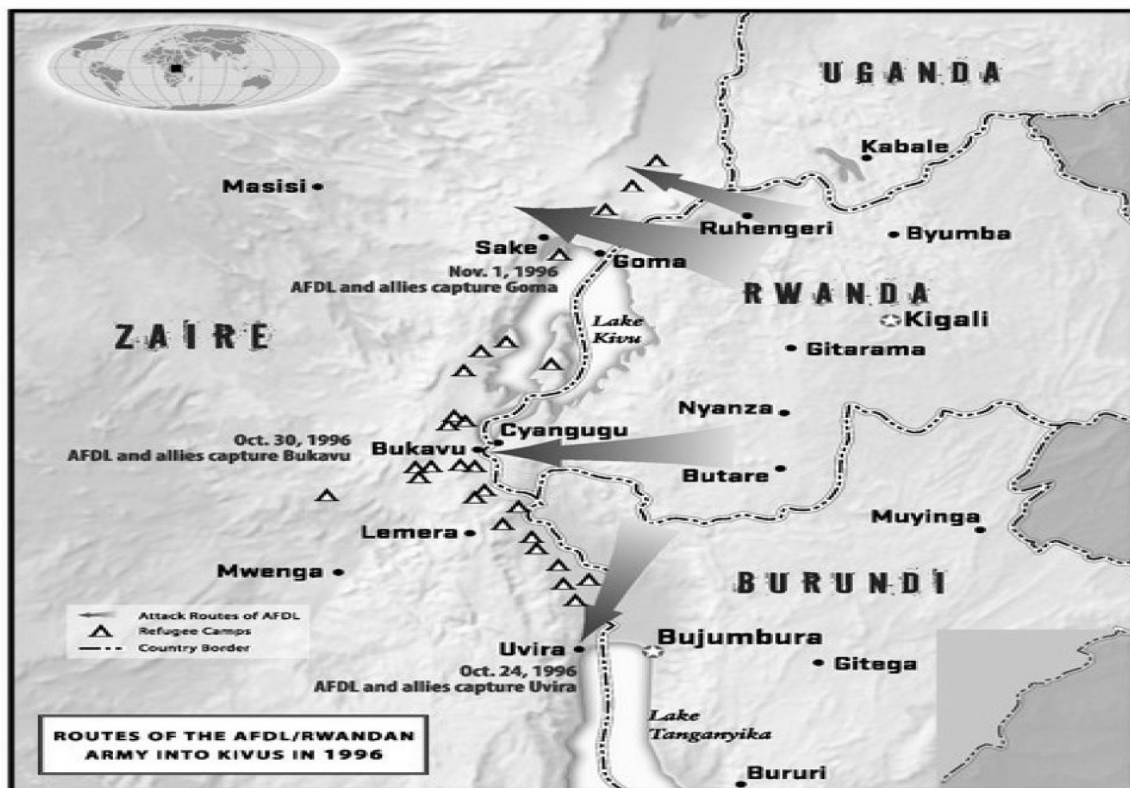 UGANDA
Kabale
Masisi
Ruhengeri
Byumba
Sake
Goma
Nov. 1, 1996
AFDL and allies capture Goma
RWANDA
Kigali
ZAIRE
Lake
Kivu
Gitarama
Nyanza
Cyangugu
Oct. 30, 1996
AFDL and allies capture Bukavu
Bukavu
Butare
Muyinga
Lemera
Mwenga
BURUNDI
Attack Routes of AFDL
Refugee Camps
Country Border
Uvira
Bujumbura
Oct. 24, 1996
AFDL and allies capture Uvira
Gitega
Lake
Tanganyika
ROUTES OF THE AFDL/RWANDAN
ARMY INTO KIVUS IN 1996
Bururi